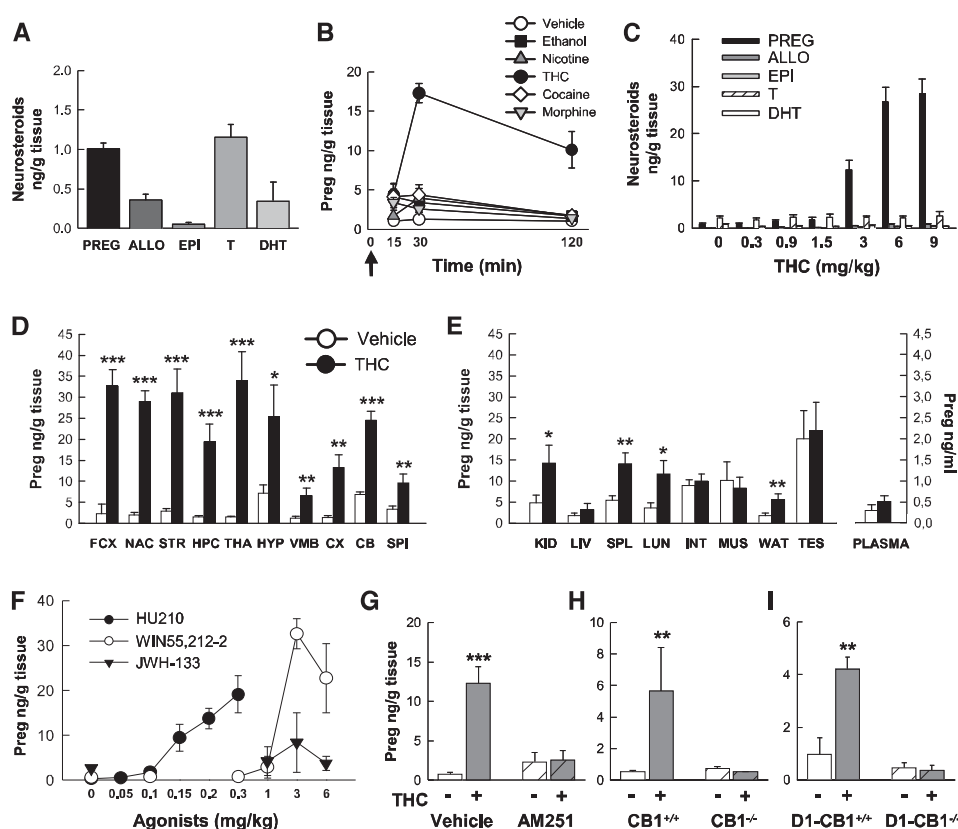 A
Neurosteroids
ng/g tissue
2.0
1.5
1.0
0.5
0.0
PREG ALLO EPI T DHT
B
Vehicle
Ethanol
Nicotine
THC
Cocaine
Morphine
Preg ng/g tissue
20
15
10
5
0
0 15 30 120
Time (min)
C
PREG
ALLO
EPI
T
DHT
Neurosteroids
ng/g tissue
40
30
20
10
0
0 0.3 0.9 1.5 3 6 9
THC (mg/kg)
D
Vehicle
THC
Preg ng/g tissue
45
40
35
30
25
20
15
10
5
0
*** *** *** *** *** * ** ** *** **
FCX NAC STR HPC THA HYP VMB CX CB SPI
E
Preg ng/g tissue
45
40
35
30
25
20
15
10
5
0
* ** * **
KID LIV SPL LUN INT MUS WAT TES PLASMA
4,5
4,0
3,5
3,0
2,5
2,0
1,5
1,0
0,5
0,0
Preg ng/ml
F
HU210
WIN55,212-2
JWH-133
Preg ng/g tissue
40
30
20
10
0
0 0.05 0.1 0.15 0.2 0.3 1 3 6
Agonists (mg/kg)
G
Preg ng/g tissue
20
15
10
5
0
***
THC - + - +
Vehicle AM251
H
10
8
6
4
2
0
**
- + - +
CB1+/+ CB1-/-
I
6
4
2
0
**
- + - +
D1-CB1+/+ D1-CB1-/-